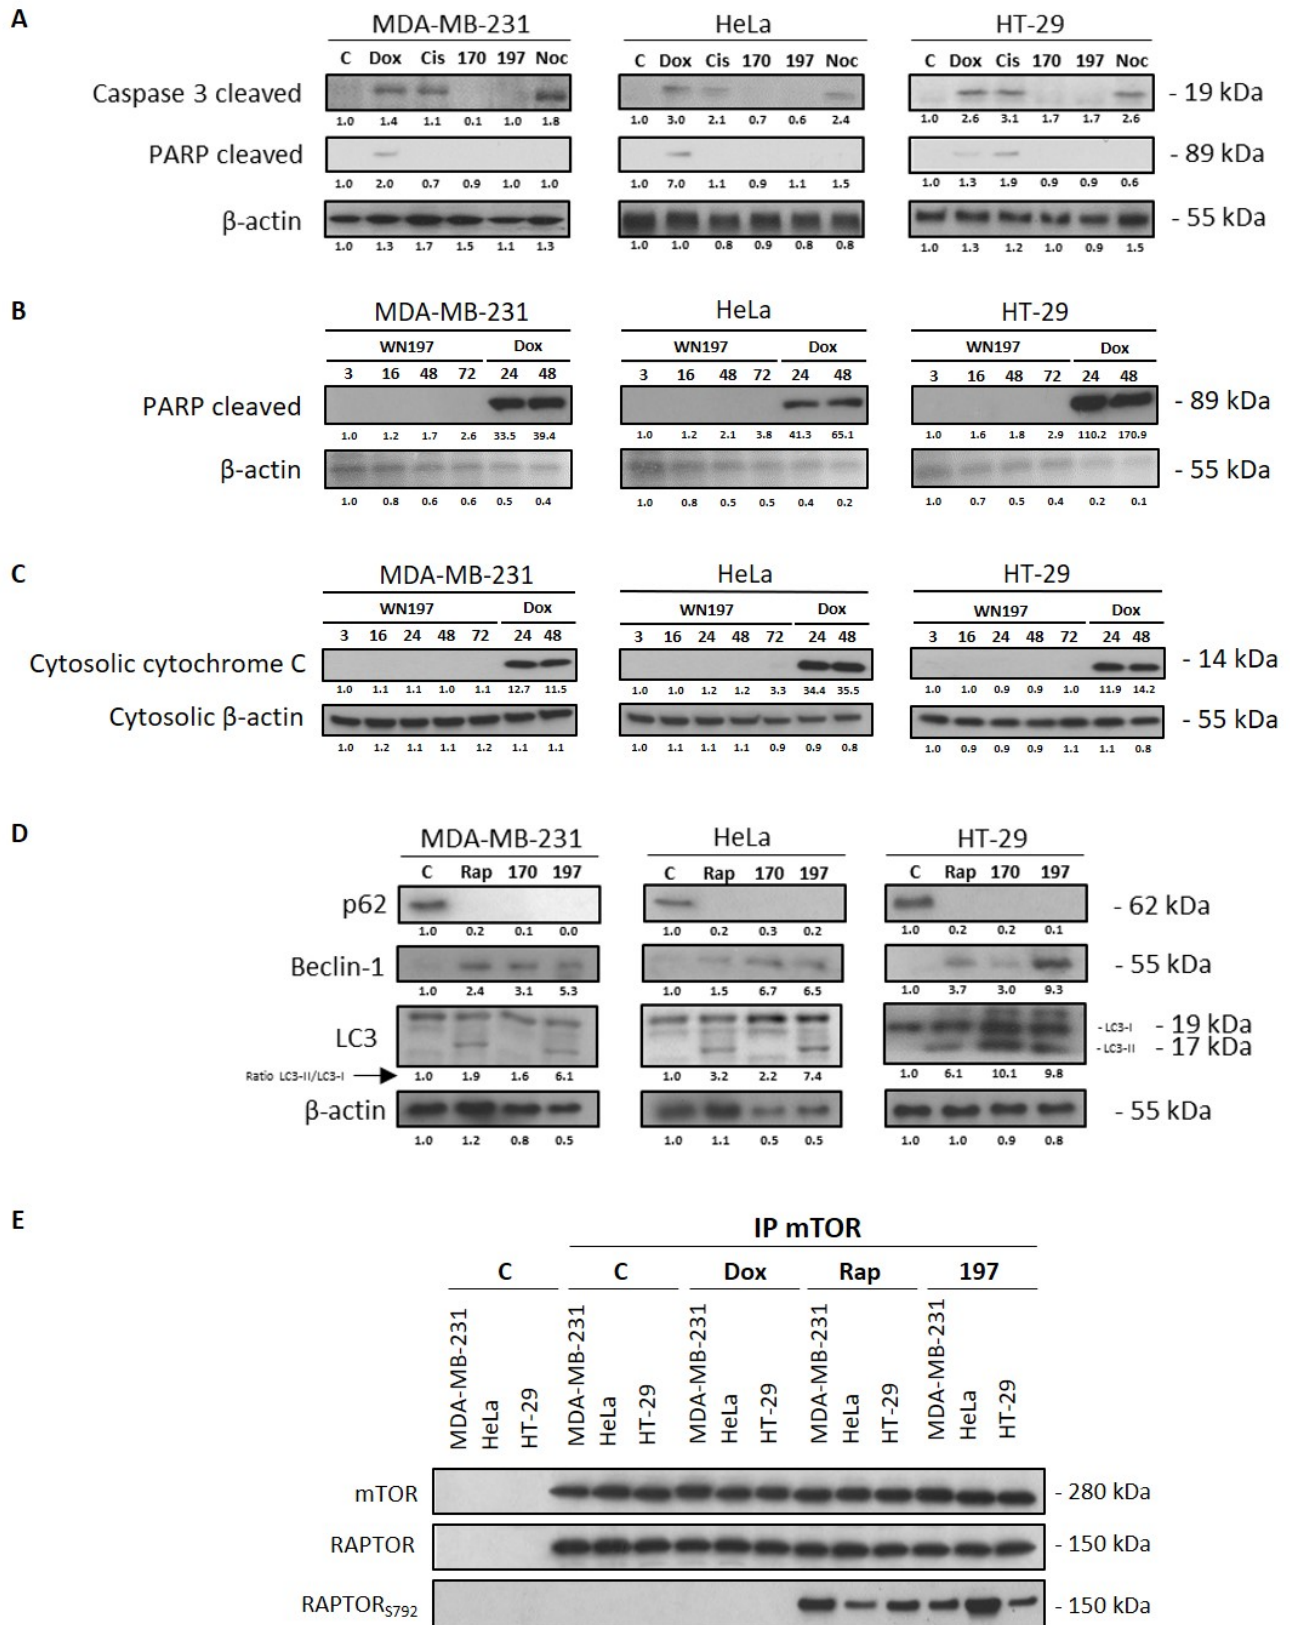 A
MDA-MB-231 HeLa HT-29
C Dox Cis 170 197 Noc C Dox Cis 170 197 Noc C Dox Cis 170 197 Noc
Caspase 3 cleaved - 19 kDa
1.0 1.4 1.1 0.1 1.0 1.8 1.0 3.0 2.1 0.7 0.6 2.4 1.0 2.6 3.1 1.7 1.7 2.6
PARP cleaved - 89 kDa
1.0 2.0 0.7 0.9 1.0 1.0 1.0 7.0 1.1 0.9 1.1 1.5 1.0 1.3 1.9 0.9 0.9 0.6
β-actin - 55 kDa
1.0 1.3 1.7 1.5 1.1 1.3 1.0 1.0 0.8 0.9 0.8 0.8 1.0 1.3 1.2 1.0 0.9 1.5
B
MDA-MB-231 HeLa HT-29
WN197 Dox WN197 Dox WN197 Dox
3 16 48 72 24 48 3 16 48 72 24 48 3 16 48 72 24 48
PARP cleaved - 89 kDa
1.0 1.2 1.7 2.6 33.5 39.4 1.0 1.2 2.1 3.8 41.3 65.1 1.0 1.6 1.8 2.9 110.2 170.9
β-actin - 55 kDa
1.0 0.8 0.6 0.6 0.5 0.4 1.0 0.8 0.5 0.5 0.4 0.2 1.0 0.7 0.5 0.4 0.2 0.1
C
MDA-MB-231 HeLa HT-29
WN197 Dox WN197 Dox WN197 Dox
3 16 24 48 72 24 48 3 16 24 48 72 24 48 3 16 24 48 72 24 48
Cytosolic cytochrome C - 14 kDa
1.0 1.1 1.1 1.0 1.1 12.7 11.5 1.0 1.0 1.2 1.2 3.3 34.4 35.5 1.0 1.0 0.9 0.9 1.0 11.9 14.2
Cytosolic β-actin - 55 kDa
1.0 1.2 1.1 1.1 1.2 1.1 1.1 1.0 1.1 1.1 1.1 0.9 0.9 0.8 1.0 0.9 0.9 0.9 1.1 1.1 0.8
D
MDA-MB-231 HeLa HT-29
C Rap 170 197 C Rap 170 197 C Rap 170 197
p62 - 62 kDa
1.0 0.2 0.1 0.0 1.0 0.2 0.3 0.2 1.0 0.2 0.2 0.1
Beclin-1 - 55 kDa
1.0 2.4 3.1 5.3 1.0 1.5 6.7 6.5 1.0 3.7 3.0 9.3
LC3 - LC3-I - 19 kDa
- LC3-II - 17 kDa
Ratio LC3-II/LC3-I 1.0 1.9 1.6 6.1 1.0 3.2 2.2 7.4 1.0 6.1 10.1 9.8
β-actin - 55 kDa
1.0 1.2 0.8 0.5 1.0 1.1 0.5 0.5 1.0 1.0 0.9 0.8
E
IP mTOR
C C Dox Rap 197
MDA-MB-231 HeLa HT-29 MDA-MB-231 HeLa HT-29 MDA-MB-231 HeLa HT-29 MDA-MB-231 HeLa HT-29 MDA-MB-231 HeLa HT-29
mTOR - 280 kDa
RAPTOR - 150 kDa
RAPTORS792 - 150 kDa